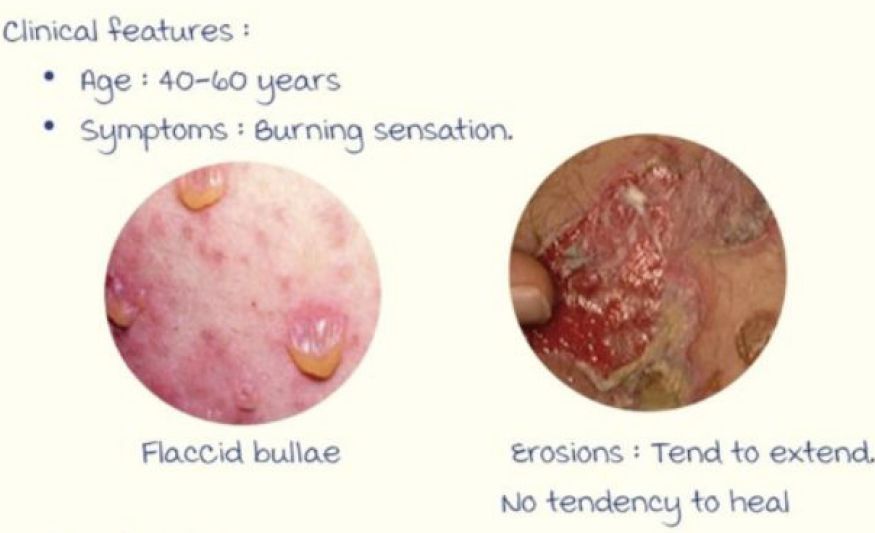 Clinical features :
• Age : 40-60 years
• Symptoms : Burning sensation.
Flaccid bullae
Erosions : Tend to extend.
No tendency to heal